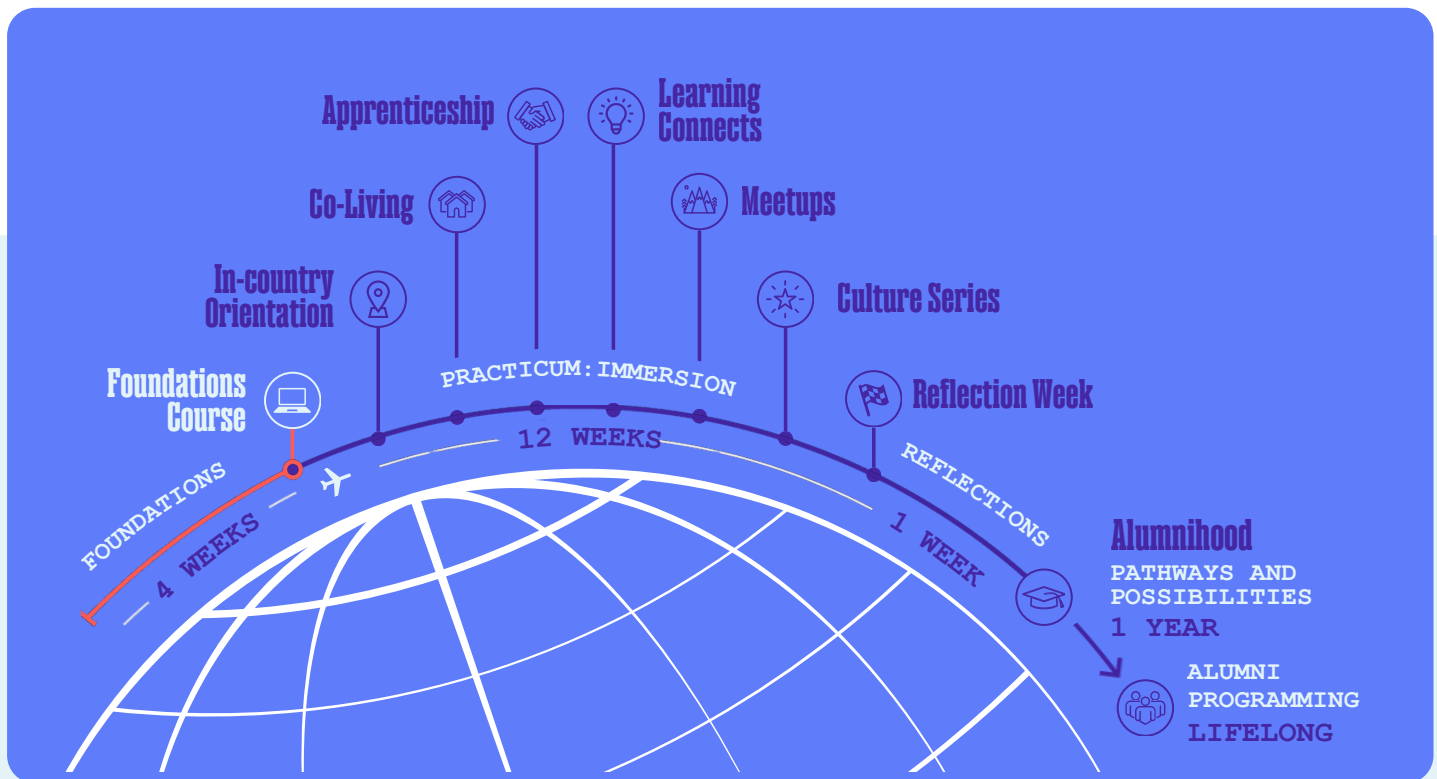 Apprenticeship
Learning
Connects
Co-Living
Meetups
In-country
Orientation
Culture Series
Foundations
Course
PRACTICUM:IMMERSION
Reflection Week
12 WEEKS
FOUNDATIONS
4 WEEKS
REFLECTIONS
1 WEEK
Alumnihood
PATHWAYS AND
POSSIBILITIES
1 YEAR
ALUMNI
PROGRAMMING
LIFELONG